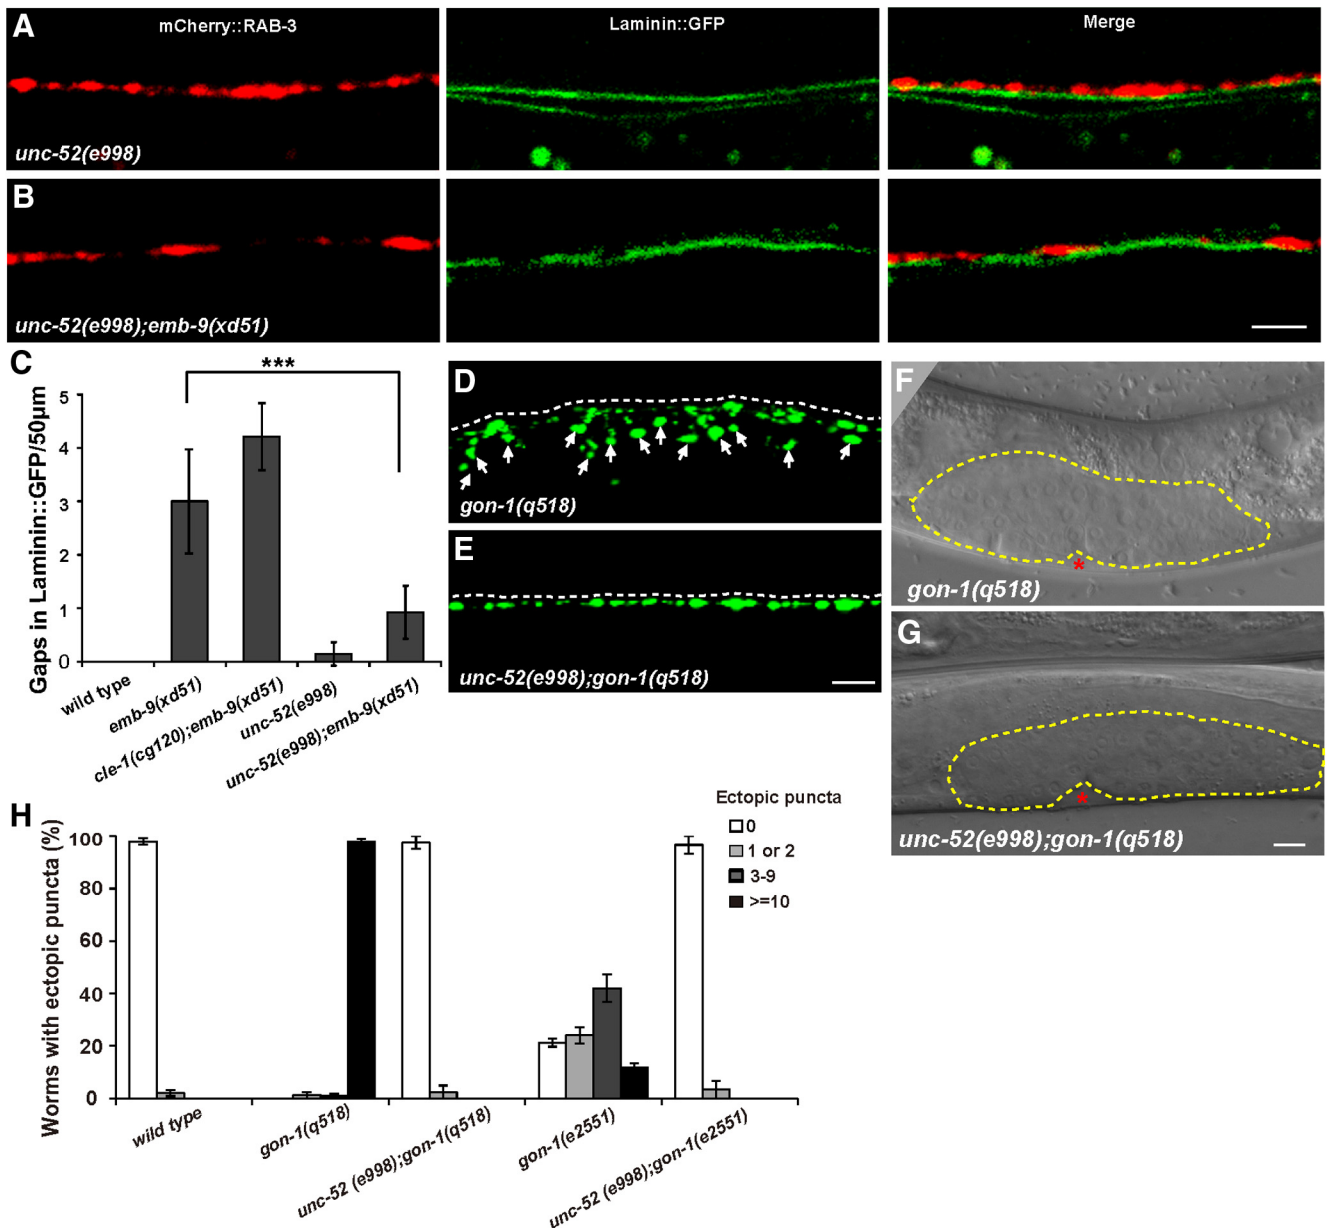 A
mCherry::RAB-3
Laminin::GFP
Merge
unc-52(e998)
B
unc-52(e998);emb-9(xd51)
C
***
Gaps in Laminin::GFP/50µm
5
4
3
2
1
0
wild type
emb-9(xd51)
cle-1(cg120);emb-9(xd51)
unc-52(e998)
unc-52(e998);emb-9(xd51)
D
gon-1(q518)
E
unc-52(e998);gon-1(q518)
F
*
gon-1(q518)
G
*
unc-52(e998);gon-1(q518)
H
Worms with ectopic puncta (%)
100
80
60
40
20
0
Ectopic puncta
0
1 or 2
3-9
>=10
wild type
gon-1(q518)
unc-52 (e998);gon-1(q518)
gon-1(e2551)
unc-52 (e998);gon-1(e2551)